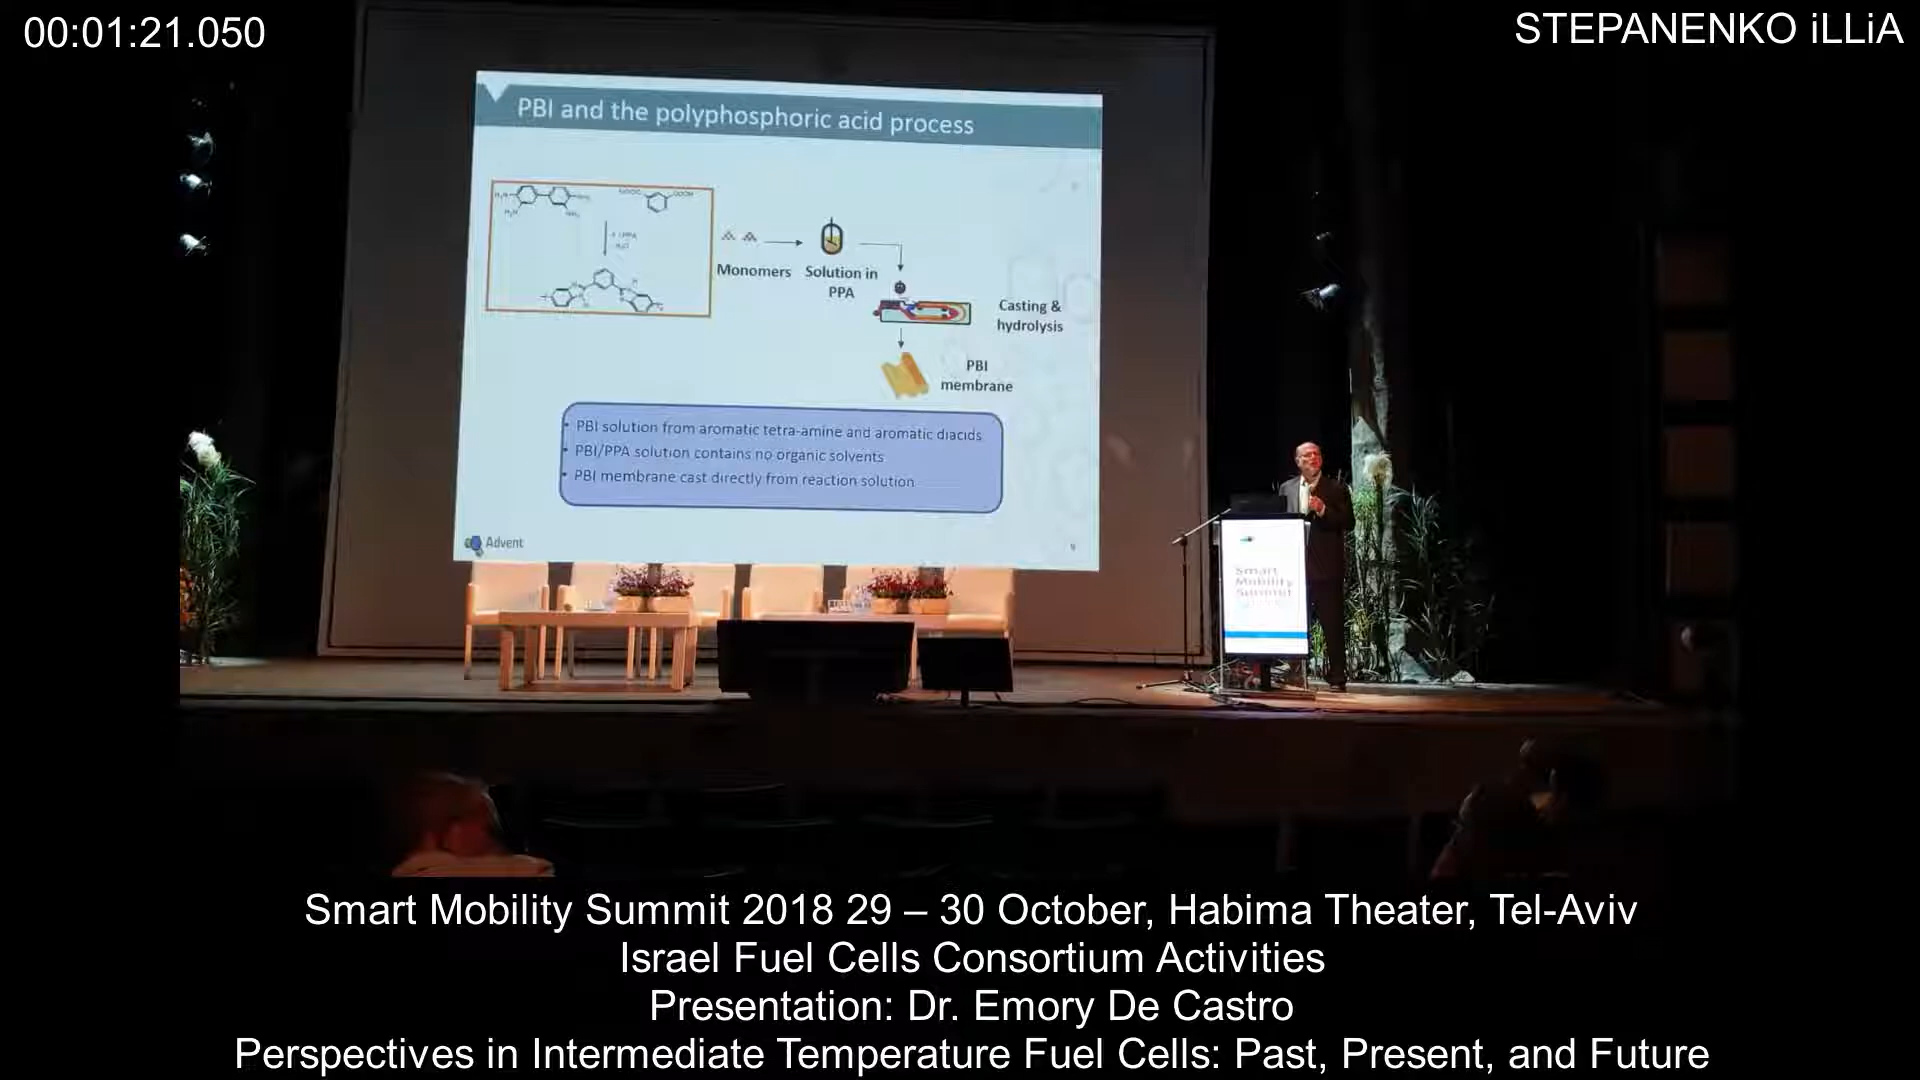 00:01:21.050
STEPANENKO iLLiA
PBI and the polyphosphoric acid process
Monomers
Solution in
PPA
Casting &
hydrolysis
PBI
membrane
• PBI solution from aromatic tetra-amine and aromatic diacids
• PBI/PPA solution contains no organic solvents
• PBI membrane cast directly from reaction solution
Advent
Smart
Mobility
Summit
Smart Mobility Summit 2018 29 – 30 October, Habima Theater, Tel-Aviv
Israel Fuel Cells Consortium Activities
Presentation: Dr. Emory De Castro
Perspectives in Intermediate Temperature Fuel Cells: Past, Present, and Future